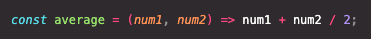 const average = (num1, num2) => num1 + num2 / 2;